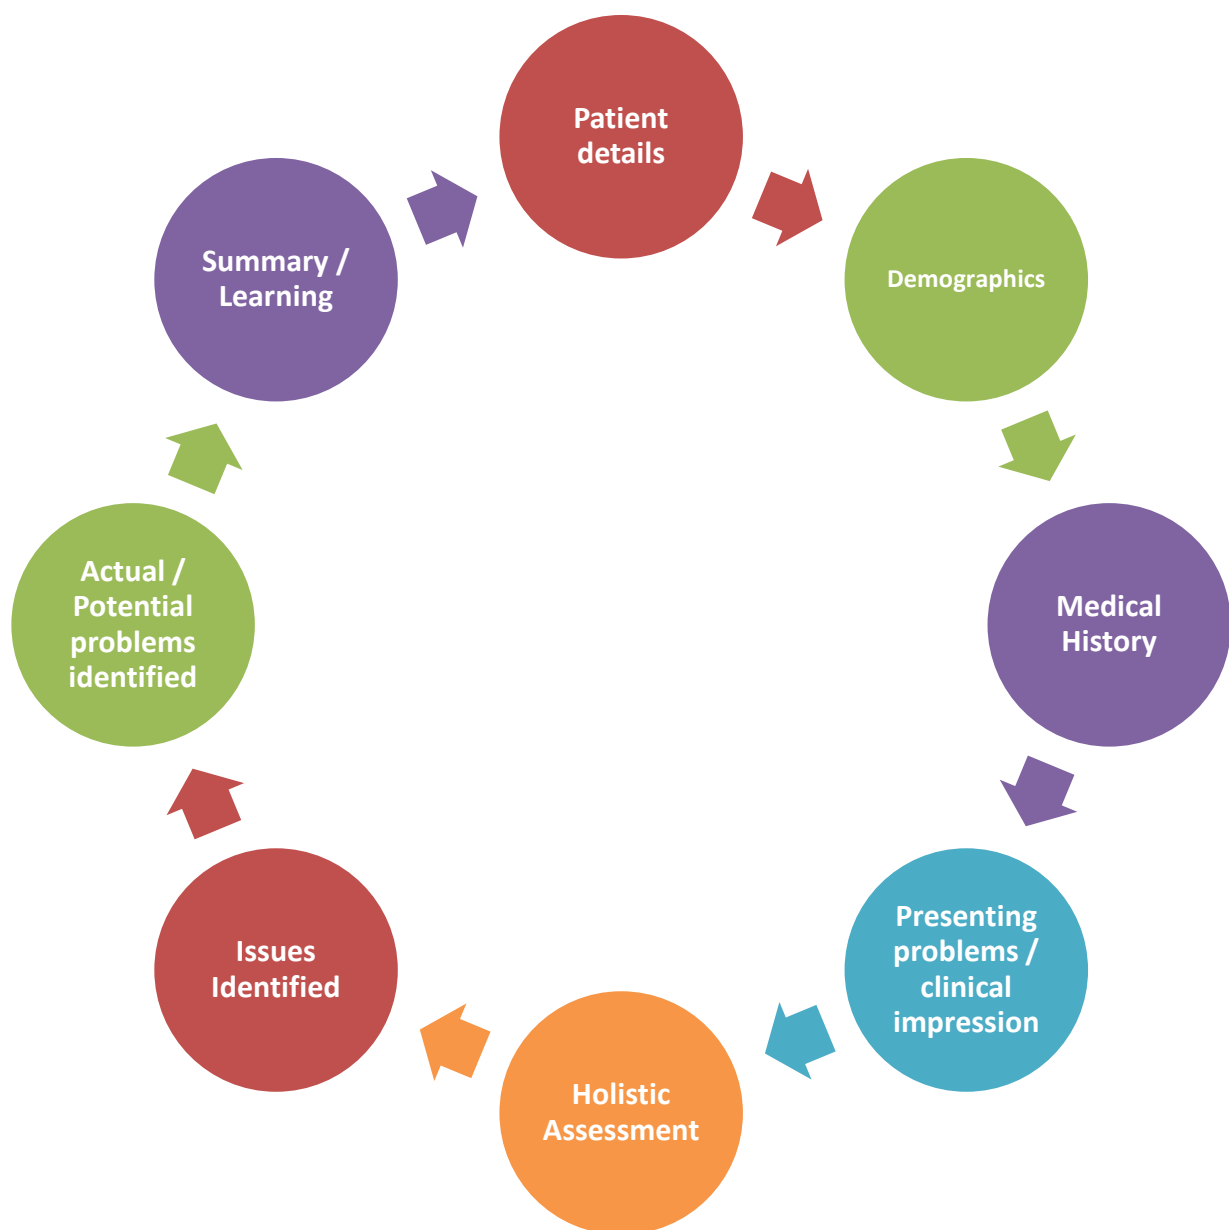 Patient
details
Demographics
Medical
History
Presenting
problems /
clinical
impression
Holistic
Assessment
Issues
Identified
Actual /
Potential
problems
identified
Summary /
Learning